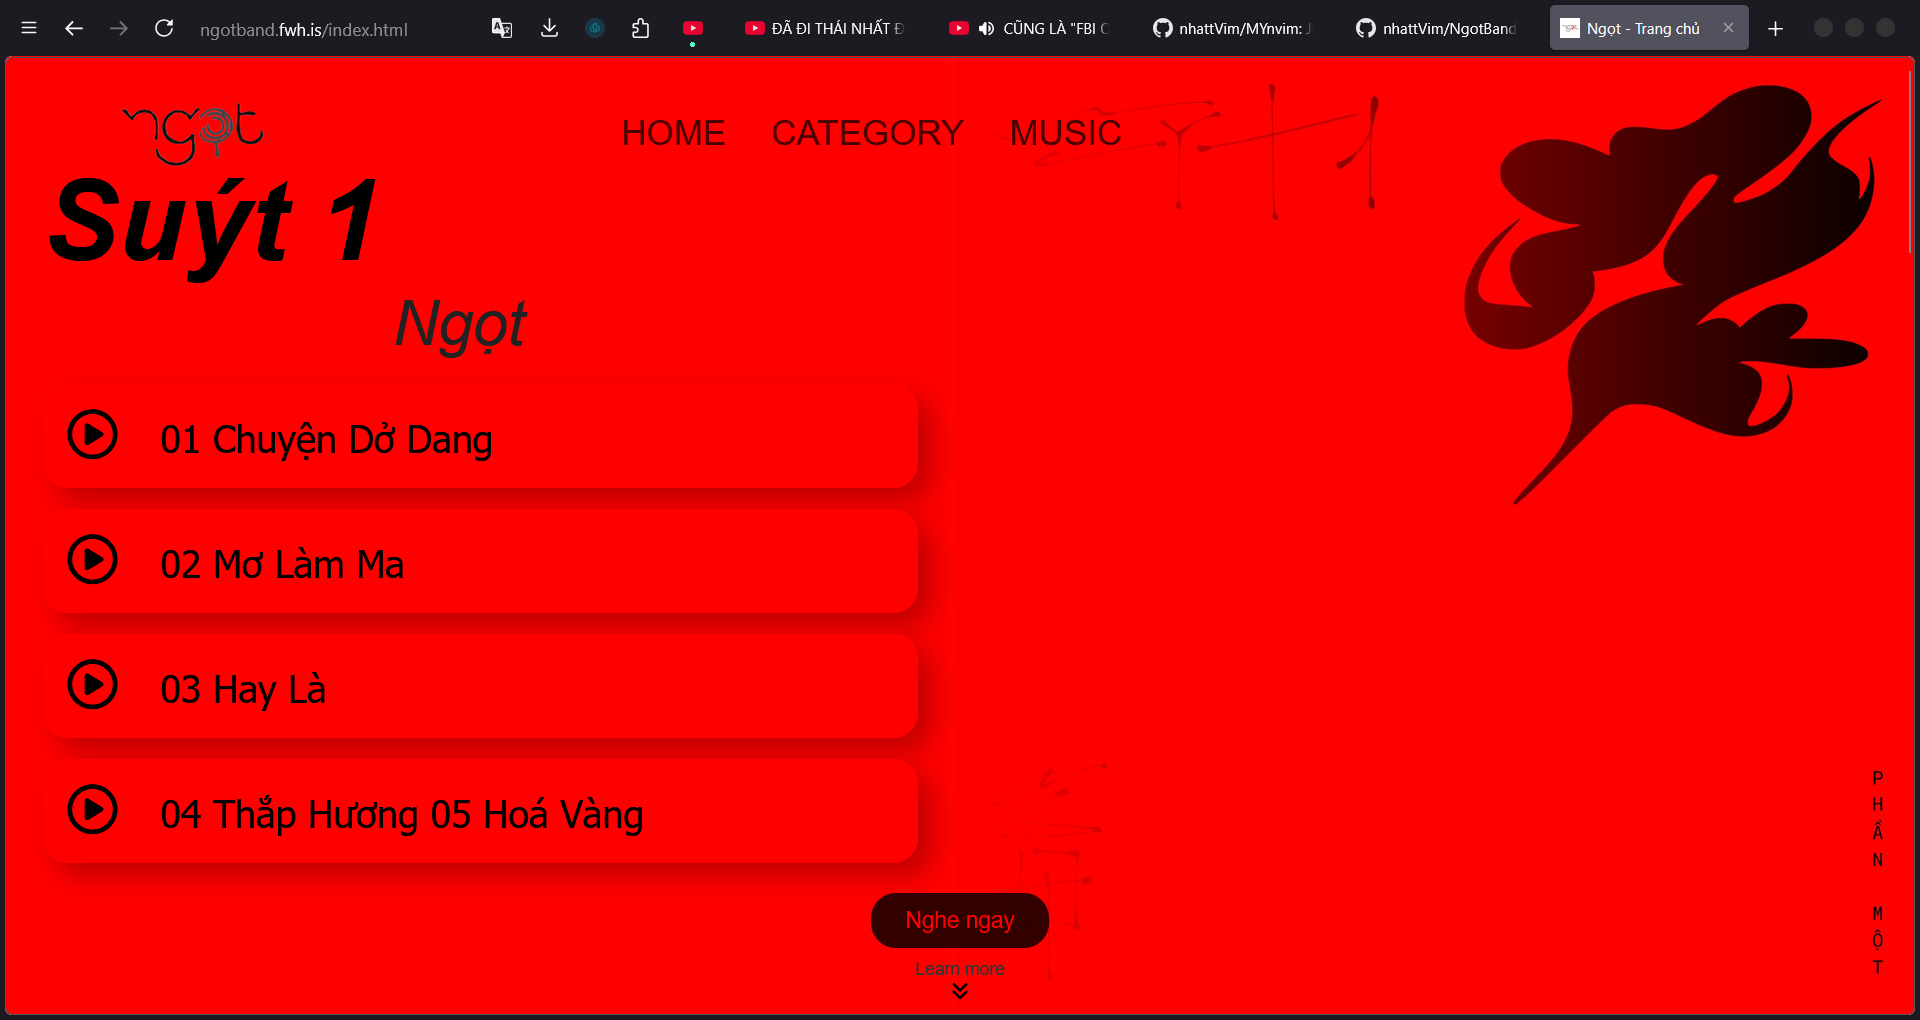 ngotband.fwh.is/index.html
ĐÃ ĐI THÁI NHẤT Đ
CŨNG LÀ "FBI C
nhattVim/MYnvim: J
nhattVim/NgotBand
Ngọt - Trang chủ
ngọt
HOME CATEGORY MUSIC
Suýt 1
Ngọt
01 Chuyện Dở Dang
02 Mơ Làm Ma
03 Hay Là
04 Thắp Hương 05 Hoá Vàng
Nghe ngay
Learn more
PHẦN MỘT